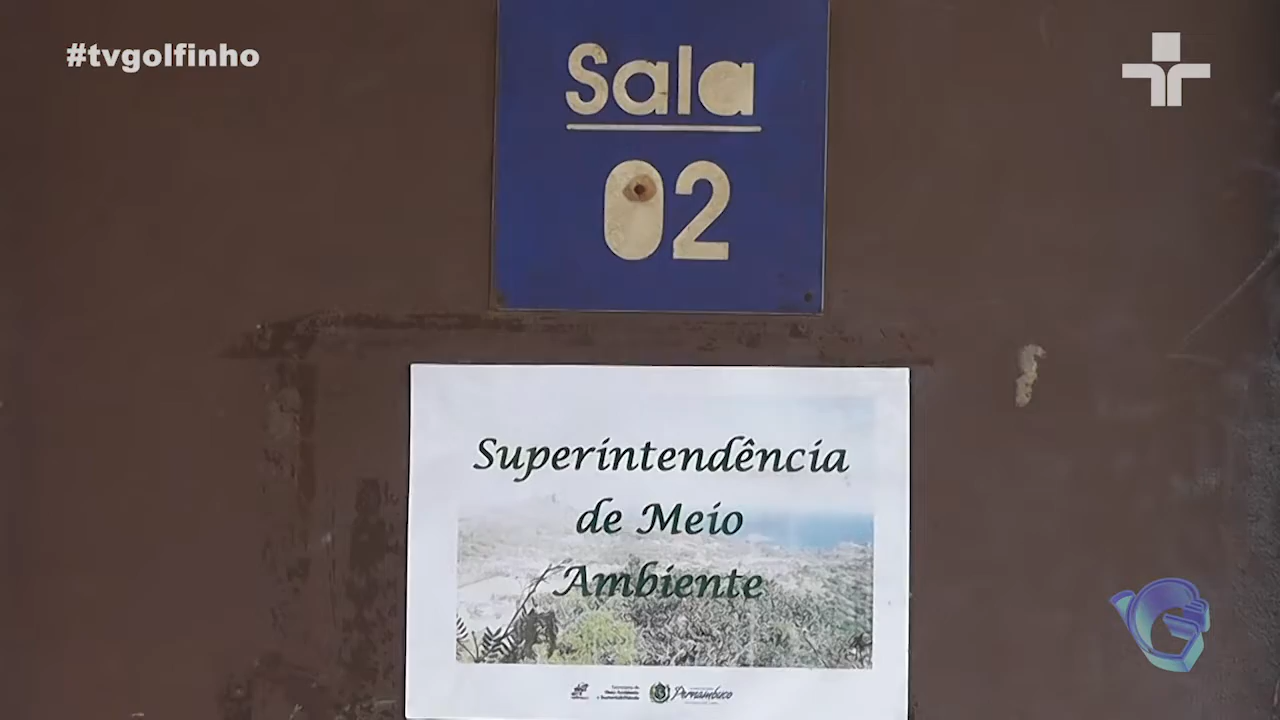 #tvgolfinho
Sala
02
Superintendência
de Meio
Ambiente
Pernambuco